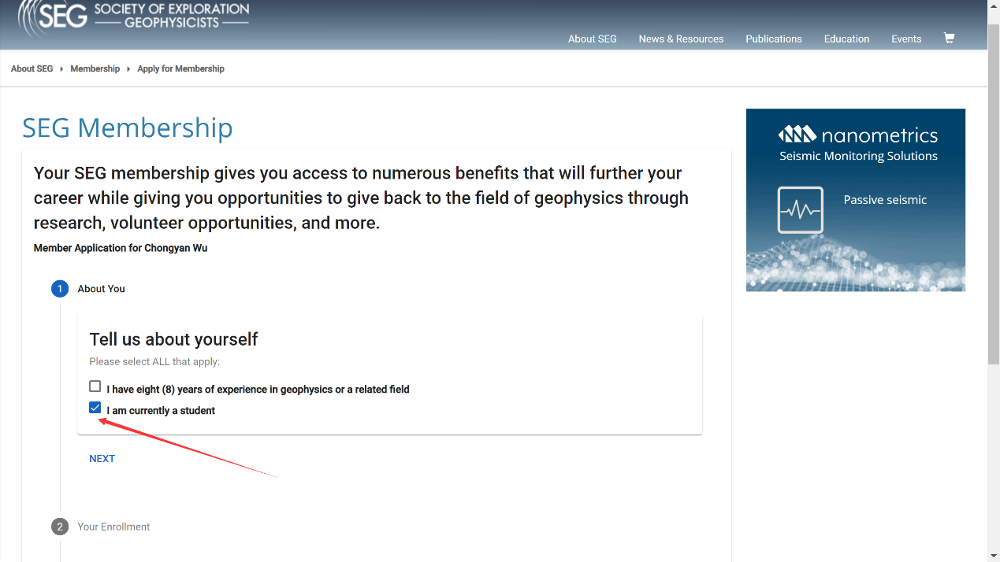 SEG SOCIETY OF EXPLORATION
GEOPHYSICISTS
About SEG News & Resources Publications Education Events
About SEG Membership Apply for Membership
SEG Membership
Your SEG membership gives you access to numerous benefits that will further your
career while giving you opportunities to give back to the field of geophysics through
research, volunteer opportunities, and more.
Member Application for Chongyan Wu
1 About You
Tell us about yourself
Please select ALL that apply:
I have eight (8) years of experience in geophysics or a related field
I am currently a student
NEXT
2 Your Enrollment
nanometrics
Seismic Monitoring Solutions
Passive seismic